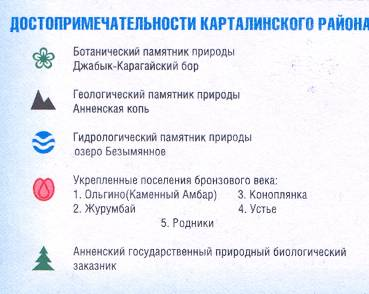 ДОСТОПРИМЕЧАТЕЛЬНОСТИ КАРТАЛИНСКОГО РАЙОНА
Ботанический памятник природы
Джабык-Карагайский бор
Геологический памятник природы
Анненская копь
Гидрологический памятник природы
озеро Безымянное
Укрепленные поселения бронзового века:
1. Ольгино(Каменный Амбар) 3. Коноплянка
2. Журумбай 4. Устье
5. Родники
Анненский государственный природный биологический
заказник